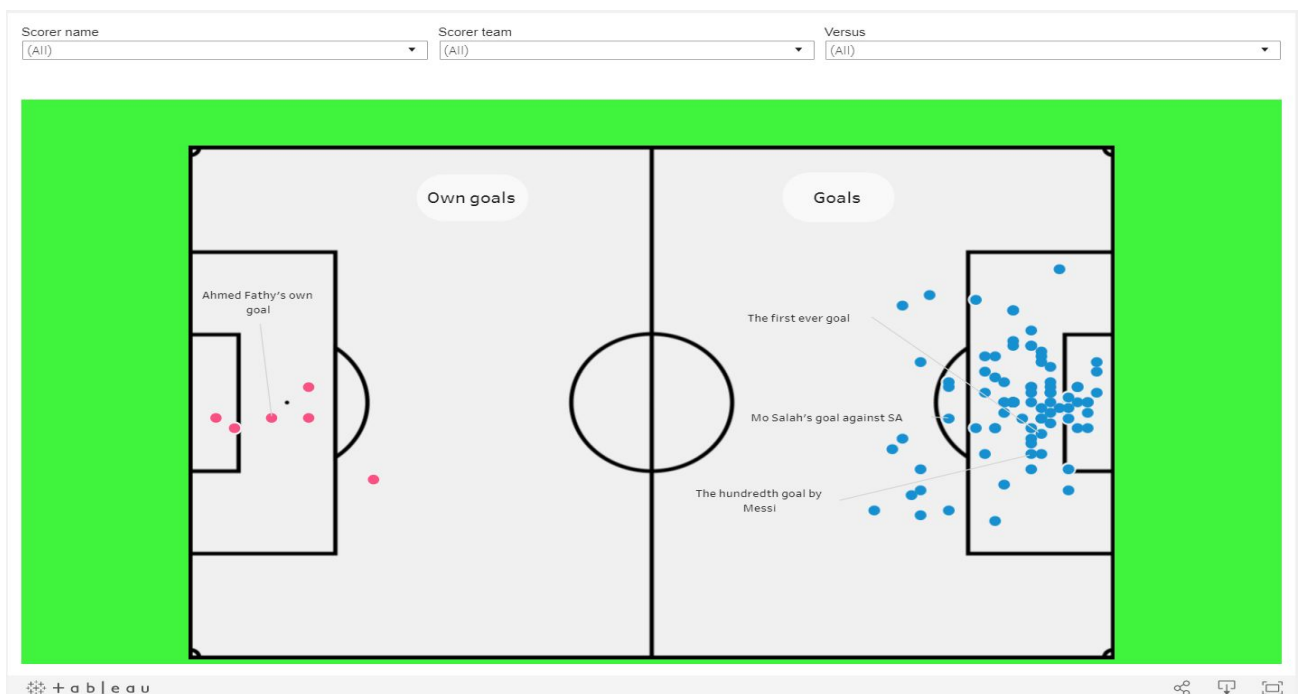 Scorer name
Scorer team
Versus
(All)
(All)
(All)
Own goals
Goals
Ahmed Fathy's own
goal
The first ever goal
Mo Salah's goal against SA
The hundredth goal by
Messi
+ableau